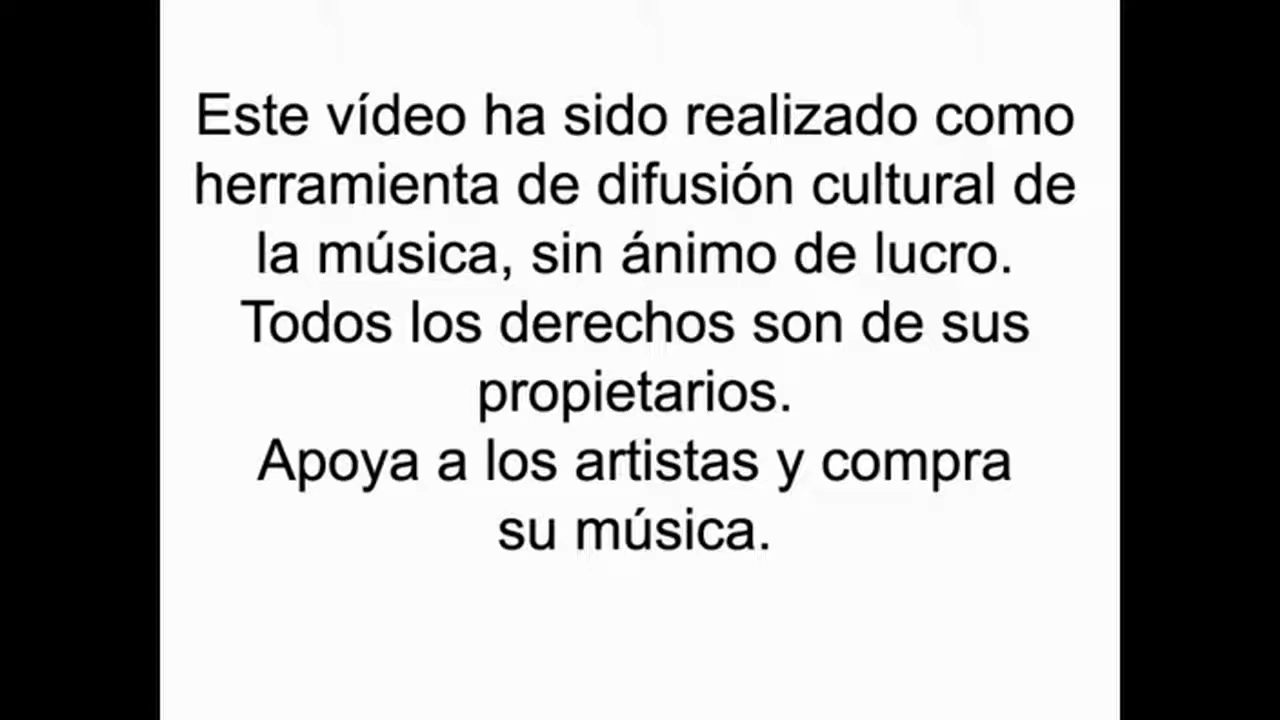 Este vídeo ha sido realizado como
herramienta de difusión cultural de
la música, sin ánimo de lucro.
Todos los derechos son de sus
propietarios.
Apoya a los artistas y compra
su música.